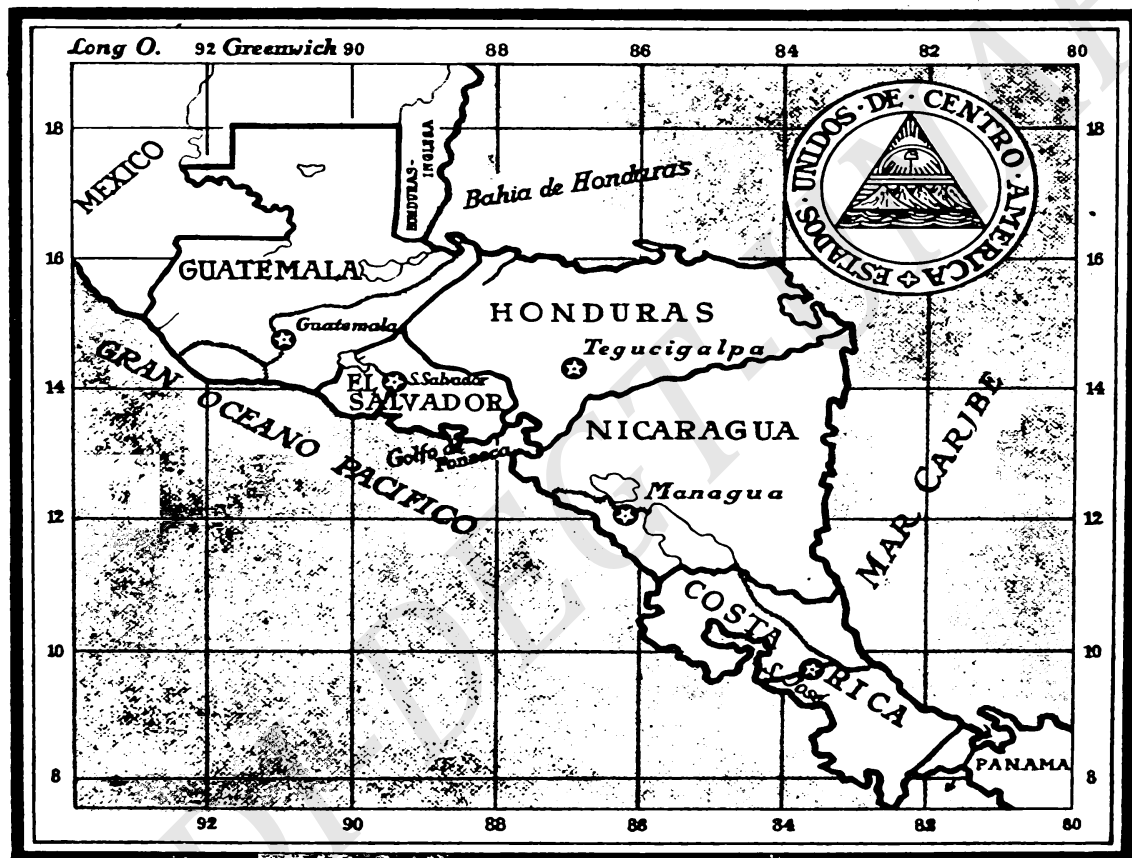 Long O. 92 Greenwich 90 88 86 84 82 80
18 18
MEXICO
HONDURAS-
INGLESA
Bahia de Honduras
ESTADOS·UNIDOS·DE·CENTRO·AMERICA
16 16
GUATEMALA
HONDURAS
Guatemala
Tegucigalpa
GRAN OCEANO PACIFICO
14 14
EL
SALVADOR
S. Salvador
NICARAGUA
Golfo de
Fonseca
Managua
MAR CARIBE
12 12
COSTA RICA
S. José
10 10
PANAMA
8 8
92 90 88 86 84 82 80